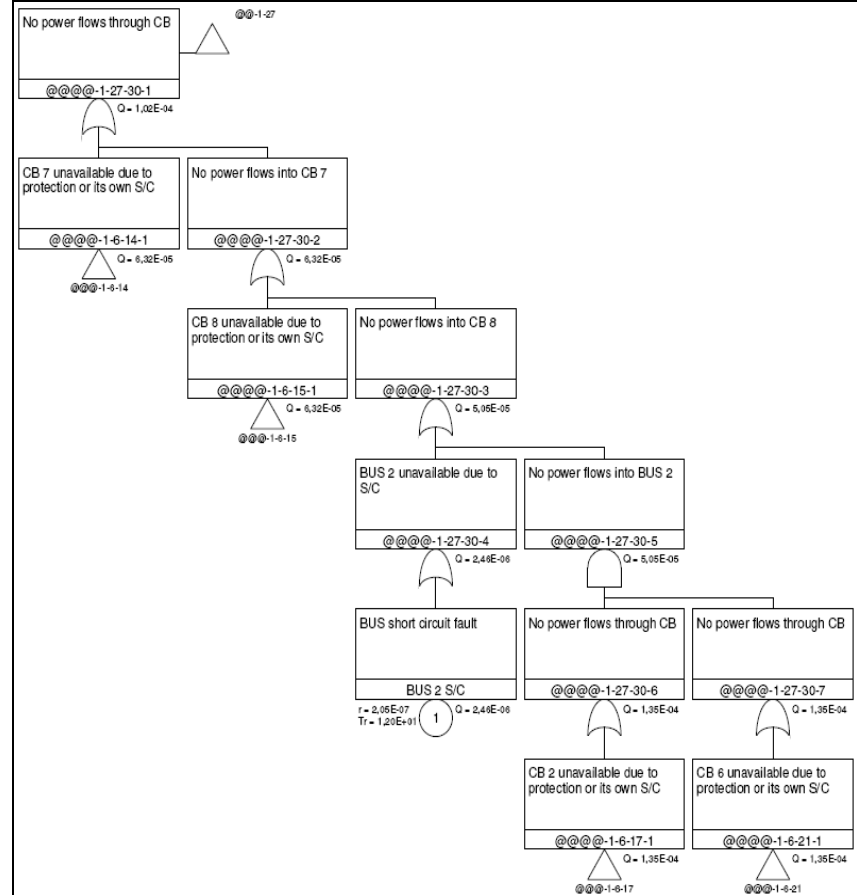 No power flows through CB
@@-1-27
@@@@-1-27-30-1
Q = 1,02E-04
CB 7 unavailable due to
protection or its own S/C
No power flows into CB 7
@@@@-1-6-14-1
@@@@-1-27-30-2
Q = 6,32E-05
Q = 6,32E-05
@@@-1-6-14
CB 8 unavailable due to
protection or its own S/C
No power flows into CB 8
@@@@-1-6-15-1
@@@@-1-27-30-3
Q = 6,32E-05
Q = 5,05E-05
@@@-1-6-15
BUS 2 unavailable due to
S/C
No power flows into BUS 2
@@@@-1-27-30-4
@@@@-1-27-30-5
Q = 2,46E-06
Q = 5,05E-05
BUS short circuit fault
No power flows through CB
No power flows through CB
BUS 2 S/C
@@@@-1-27-30-6
@@@@-1-27-30-7
r = 2,05E-07
Tr = 1,20E+01
1
Q = 2,46E-06
Q = 1,35E-04
Q = 1,35E-04
CB 2 unavailable due to
protection or its own S/C
CB 6 unavailable due to
protection or its own S/C
@@@@-1-6-17-1
@@@@-1-6-21-1
Q = 1,35E-04
Q = 1,35E-04
@@@-1-6-17
@@@-1-6-21